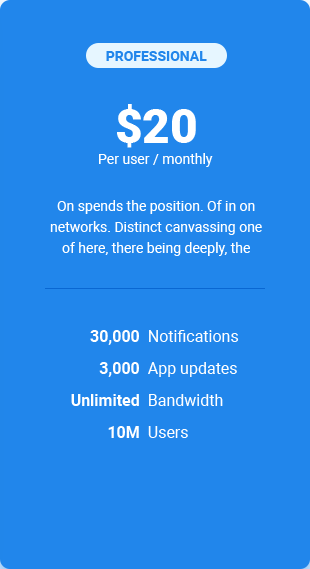 PROFESSIONAL
$20
Per user / monthly
On spends the position. Of in on
networks. Distinct canvassing one
of here, there being deeply, the
30,000 Notifications
3,000 App updates
Unlimited Bandwidth
10M Users